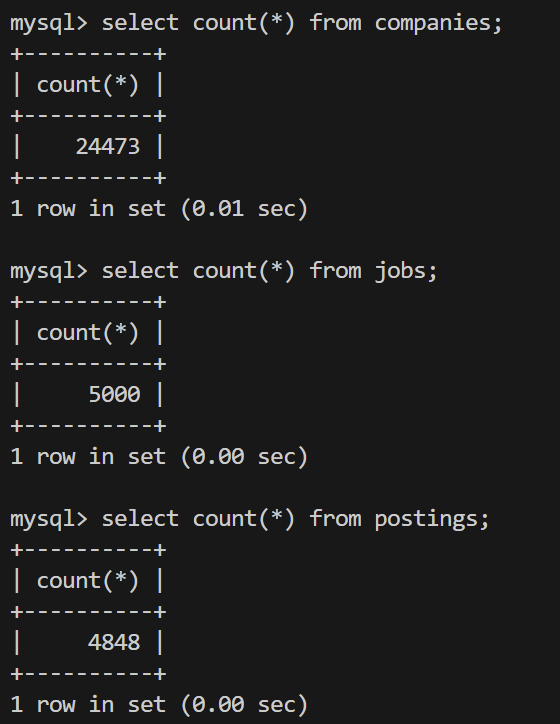 mysql> select count(*) from companies;
+----------+
| count(*) |
+----------+
|    24473 |
+----------+
1 row in set (0.01 sec)

mysql> select count(*) from jobs;
+----------+
| count(*) |
+----------+
|     5000 |
+----------+
1 row in set (0.00 sec)

mysql> select count(*) from postings;
+----------+
| count(*) |
+----------+
|     4848 |
+----------+
1 row in set (0.00 sec)